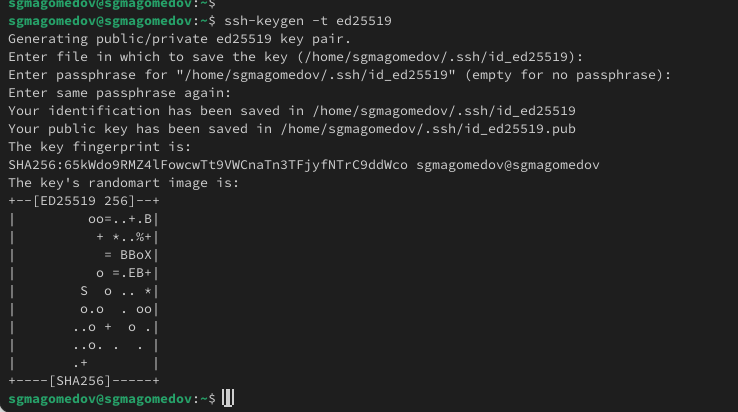 sgmagomedov@sgmagomedov:~$
sgmagomedov@sgmagomedov:~$ ssh-keygen -t ed25519
Generating public/private ed25519 key pair.
Enter file in which to save the key (/home/sgmagomedov/.ssh/id_ed25519):
Enter passphrase for "/home/sgmagomedov/.ssh/id_ed25519" (empty for no passphrase):
Enter same passphrase again:
Your identification has been saved in /home/sgmagomedov/.ssh/id_ed25519
Your public key has been saved in /home/sgmagomedov/.ssh/id_ed25519.pub
The key fingerprint is:
SHA256:65kWdo9RMZ4lFowcwTt9VWCnaTn3TFjyfNTrC9ddWco sgmagomedov@sgmagomedov
The key's randomart image is:
+--[ED25519 256]--+
|         oo=..+.B|
|          + *..%+|
|           = BBoX|
|          o =.EB+|
|        S  o .. *|
|        o.o  . oo|
|       ..o +  o .|
|       ..o. .  . |
|       .+        |
+----[SHA256]-----+
sgmagomedov@sgmagomedov:~$